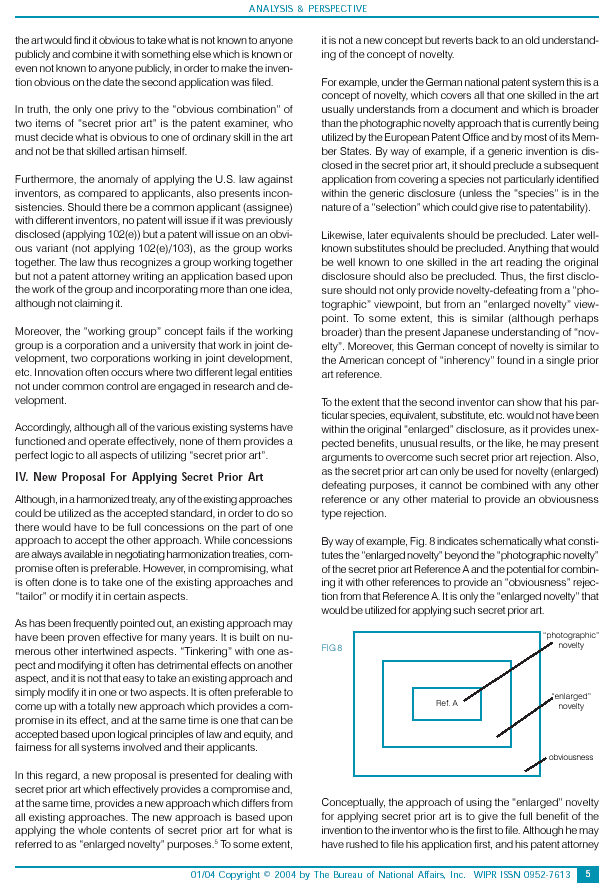 ANALYSIS & PERSPECTIVE
the art would find it obvious to take what is not known to anyone
publicly and combine it with something else which is known or
even not known to anyone publicly, in order to make the inven-
tion obvious on the date the second application was filed.
In truth, the only one privy to the "obvious combination" of
two items of "secret prior art" is the patent examiner, who
must decide what is obvious to one of ordinary skill in the art
and not be that skilled artisan himself.
Furthermore, the anomaly of applying the U.S. law against
inventors, as compared to applicants, also presents incon-
sistencies. Should there be a common applicant (assignee)
with different inventors, no patent will issue if it was previously
disclosed (applying 102(e)) but a patent will issue on an obvi-
ous variant (not applying 102(e)/103), as the group works
together. The law thus recognizes a group working together
but not a patent attorney writing an application based upon
the work of the group and incorporating more than one idea,
although not claiming it.
Moreover, the "working group" concept fails if the working
group is a corporation and a university that work in joint de-
velopment, two corporations working in joint development,
etc. Innovation often occurs where two different legal entities
not under common control are engaged in research and de-
velopment.
Accordingly, although all of the various existing systems have
functioned and operate effectively, none of them provides a
perfect logic to all aspects of utilizing "secret prior art".
IV. New Proposal For Applying Secret Prior Art
Although, in a harmonized treaty, any of the existing approaches
could be utilized as the accepted standard, in order to do so
there would have to be full concessions on the part of one
approach to accept the other approach. While concessions
are always available in negotiating harmonization treaties, com-
promise often is preferable. However, in compromising, what
is often done is to take one of the existing approaches and
"tailor" or modify it in certain aspects.
As has been frequently pointed out, an existing approach may
have been proven effective for many years. It is built on nu-
merous other intertwined aspects. "Tinkering" with one as-
pect and modifying it often has detrimental effects on another
aspect, and it is not that easy to take an existing approach and
simply modify it in one or two aspects. It is often preferable to
come up with a totally new approach which provides a com-
promise in its effect, and at the same time is one that can be
accepted based upon logical principles of law and equity, and
fairness for all systems involved and their applicants.
In this regard, a new proposal is presented for dealing with
secret prior art which effectively provides a compromise and,
at the same time, provides a new approach which differs from
all existing approaches. The new approach is based upon
applying the whole contents of secret prior art for what is
referred to as "enlarged novelty" purposes.5 To some extent,
it is not a new concept but reverts back to an old understand-
ing of the concept of novelty.
For example, under the German national patent system this is a
concept of novelty, which covers all that one skilled in the art
usually understands from a document and which is broader
than the photographic novelty approach that is currently being
utilized by the European Patent Office and by most of its Mem-
ber States. By way of example, if a generic invention is dis-
closed in the secret prior art, it should preclude a subsequent
application from covering a species not particularly identified
within the generic disclosure (unless the "species" is in the
nature of a "selection" which could give rise to patentability).
Likewise, later equivalents should be precluded. Later well-
known substitutes should be precluded. Anything that would
be well known to one skilled in the art reading the original
disclosure should also be precluded. Thus, the first disclo-
sure should not only provide novelty-defeating from a "pho-
tographic" viewpoint, but from an "enlarged novelty" view-
point. To some extent, this is similar (although perhaps
broader) than the present Japanese understanding of "nov-
elty". Moreover, this German concept of novelty is similar to
the American concept of "inherency" found in a single prior
art reference.
To the extent that the second inventor can show that his par-
ticular species, equivalent, substitute, etc. would not have been
within the original "enlarged" disclosure, as it provides unex-
pected benefits, unusual results, or the like, he may present
arguments to overcome such secret prior art rejection. Also,
as the secret prior art can only be used for novelty (enlarged)
defeating purposes, it cannot be combined with any other
reference or any other material to provide an obviousness
type rejection.
By way of example, Fig. 8 indicates schematically what consti-
tutes the "enlarged novelty" beyond the "photographic novelty"
of the secret prior art Reference A and the potential for combin-
ing it with other references to provide an "obviousness" rejec-
tion from that Reference A. It is only the "enlarged novelty" that
would be utilized for applying such secret prior art.
FIG 8
"photographic"
novelty
Ref. A
"enlarged"
novelty
obviousness
Conceptually, the approach of using the "enlarged" novelty
for applying secret prior art is to give the full benefit of the
invention to the inventor who is the first to file. Although he may
have rushed to file his application first, and his patent attorney
01/04 Copyright © 2004 by The Bureau of National Affairs, Inc. WIPR ISSN 0952-7613 5